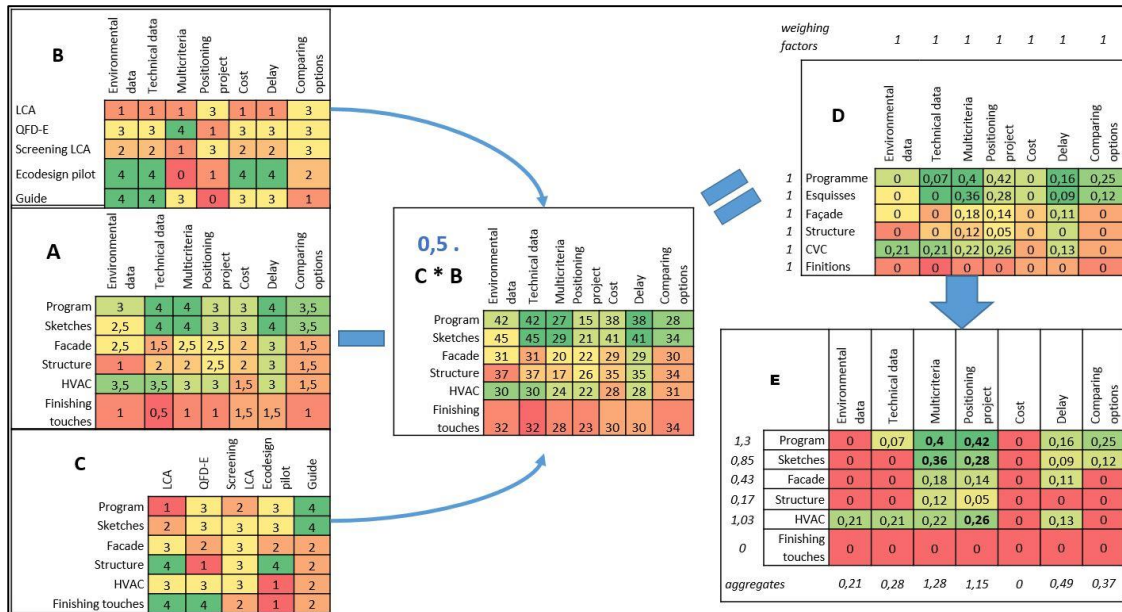 B
Environmental data
Technical data
Multicriteria
Positioning project
Cost
Delay
Comparing options
LCA 1 1 1 3 1 1 3
QFD-E 3 3 4 1 3 3 3
Screening LCA 2 2 1 3 2 2 3
Ecodesign pilot 4 4 0 1 4 4 2
Guide 4 4 3 0 3 3 1
A
Environmental data
Technical data
Multicriteria
Positioning project
Cost
Delay
Comparing options
Program 3 4 4 3 3 4 3,5
Sketches 2,5 4 4 3 3 4 3,5
Facade 2,5 1,5 2,5 2,5 2 3 1,5
Structure 1 2 2 2,5 2 3 1,5
HVAC 3,5 3,5 3 3 1,5 3 1,5
Finishing touches 1 0,5 1 1 1,5 1,5 1
C
LCA
QFD-E
Screening LCA
Ecodesign pilot
Guide
Program 1 3 2 3 4
Sketches 2 3 3 3 4
Facade 3 2 3 2 2
Structure 4 1 3 4 2
HVAC 3 3 3 1 2
Finishing touches 4 4 2 1 2
0,5 .
C * B
Environmental data
Technical data
Multicriteria
Positioning project
Cost
Delay
Comparing options
Program 42 42 27 15 38 38 28
Sketches 45 45 29 21 41 41 34
Facade 31 31 20 22 29 29 30
Structure 37 37 17 26 35 35 34
HVAC 30 30 24 22 28 28 31
Finishing touches 32 32 28 23 30 30 34
weighing factors 1 1 1 1 1 1 1
D
Environmental data
Technical data
Multicriteria
Positioning project
Cost
Delay
Comparing options
1 Programme 0 0,07 0,4 0,42 0 0,16 0,25
1 Esquisses 0 0 0,36 0,28 0 0,09 0,12
1 Façade 0 0 0,18 0,14 0 0,11 0
1 Structure 0 0 0,12 0,05 0 0 0
1 CVC 0,21 0,21 0,22 0,26 0 0,13 0
1 Finitions 0 0 0 0 0 0 0
E
Environmental data
Technical data
Multicriteria
Positioning project
Cost
Delay
Comparing options
1,3 Program 0 0,07 0,4 0,42 0 0,16 0,25
0,85 Sketches 0 0 0,36 0,28 0 0,09 0,12
0,43 Facade 0 0 0,18 0,14 0 0,11 0
0,17 Structure 0 0 0,12 0,05 0 0 0
1,03 HVAC 0,21 0,21 0,22 0,26 0 0,13 0
0 Finishing touches 0 0 0 0 0 0 0
aggregates 0,21 0,28 1,28 1,15 0 0,49 0,37